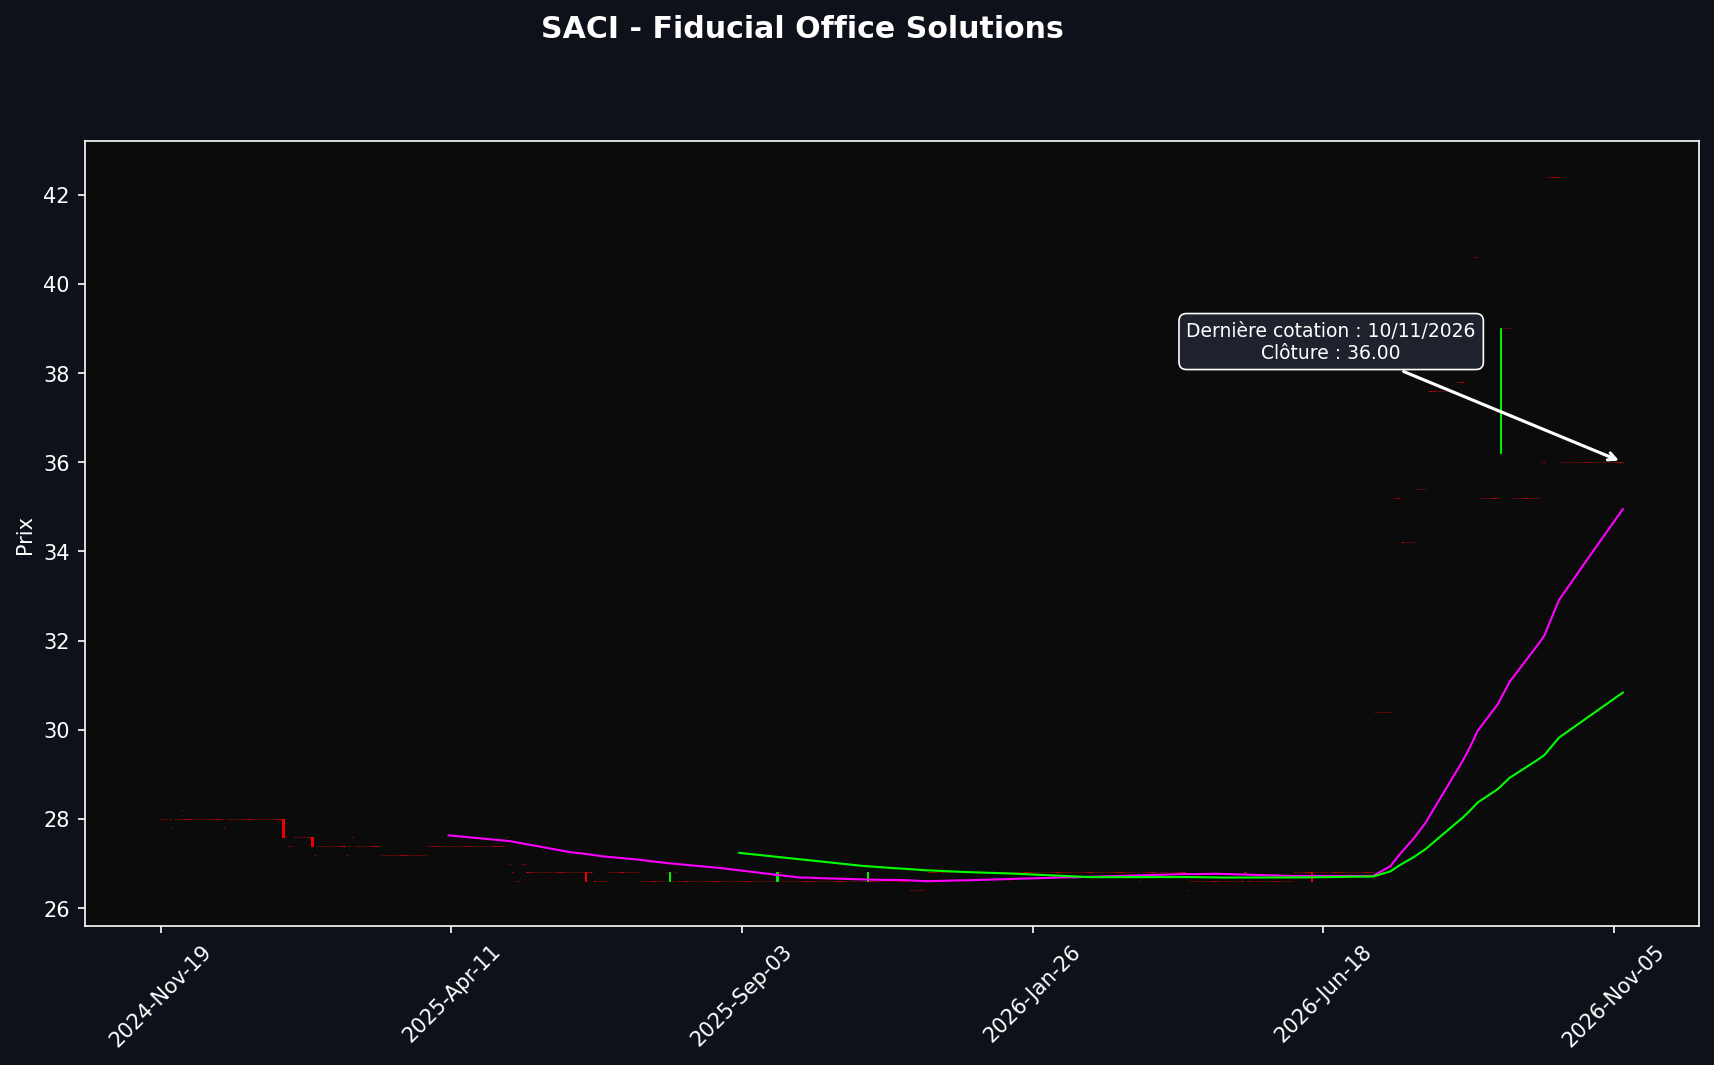 SACI - Fiducial Office Solutions
42
40
38
36
34
32
30
28
26
Prix
Dernière cotation : 10/11/2026
Clôture : 36.00
2024-Nov-19
2025-Apr-11
2025-Sep-03
2026-Jan-26
2026-Jun-18
2026-Nov-05